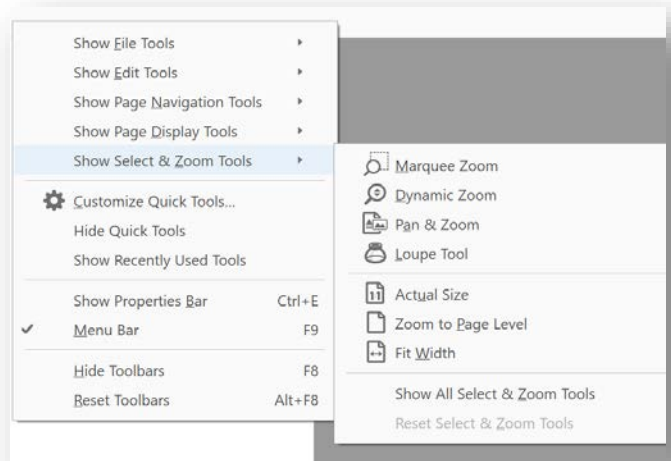 Show File Tools
Show Edit Tools
Show Page Navigation Tools
Show Page Display Tools
Show Select & Zoom Tools
Customize Quick Tools...
Hide Quick Tools
Show Recently Used Tools
Show Properties Bar Ctrl+E
Menu Bar F9
Hide Toolbars F8
Reset Toolbars Alt+F8
Marquee Zoom
Dynamic Zoom
Pan & Zoom
Loupe Tool
Actual Size
Zoom to Page Level
Fit Width
Show All Select & Zoom Tools
Reset Select & Zoom Tools